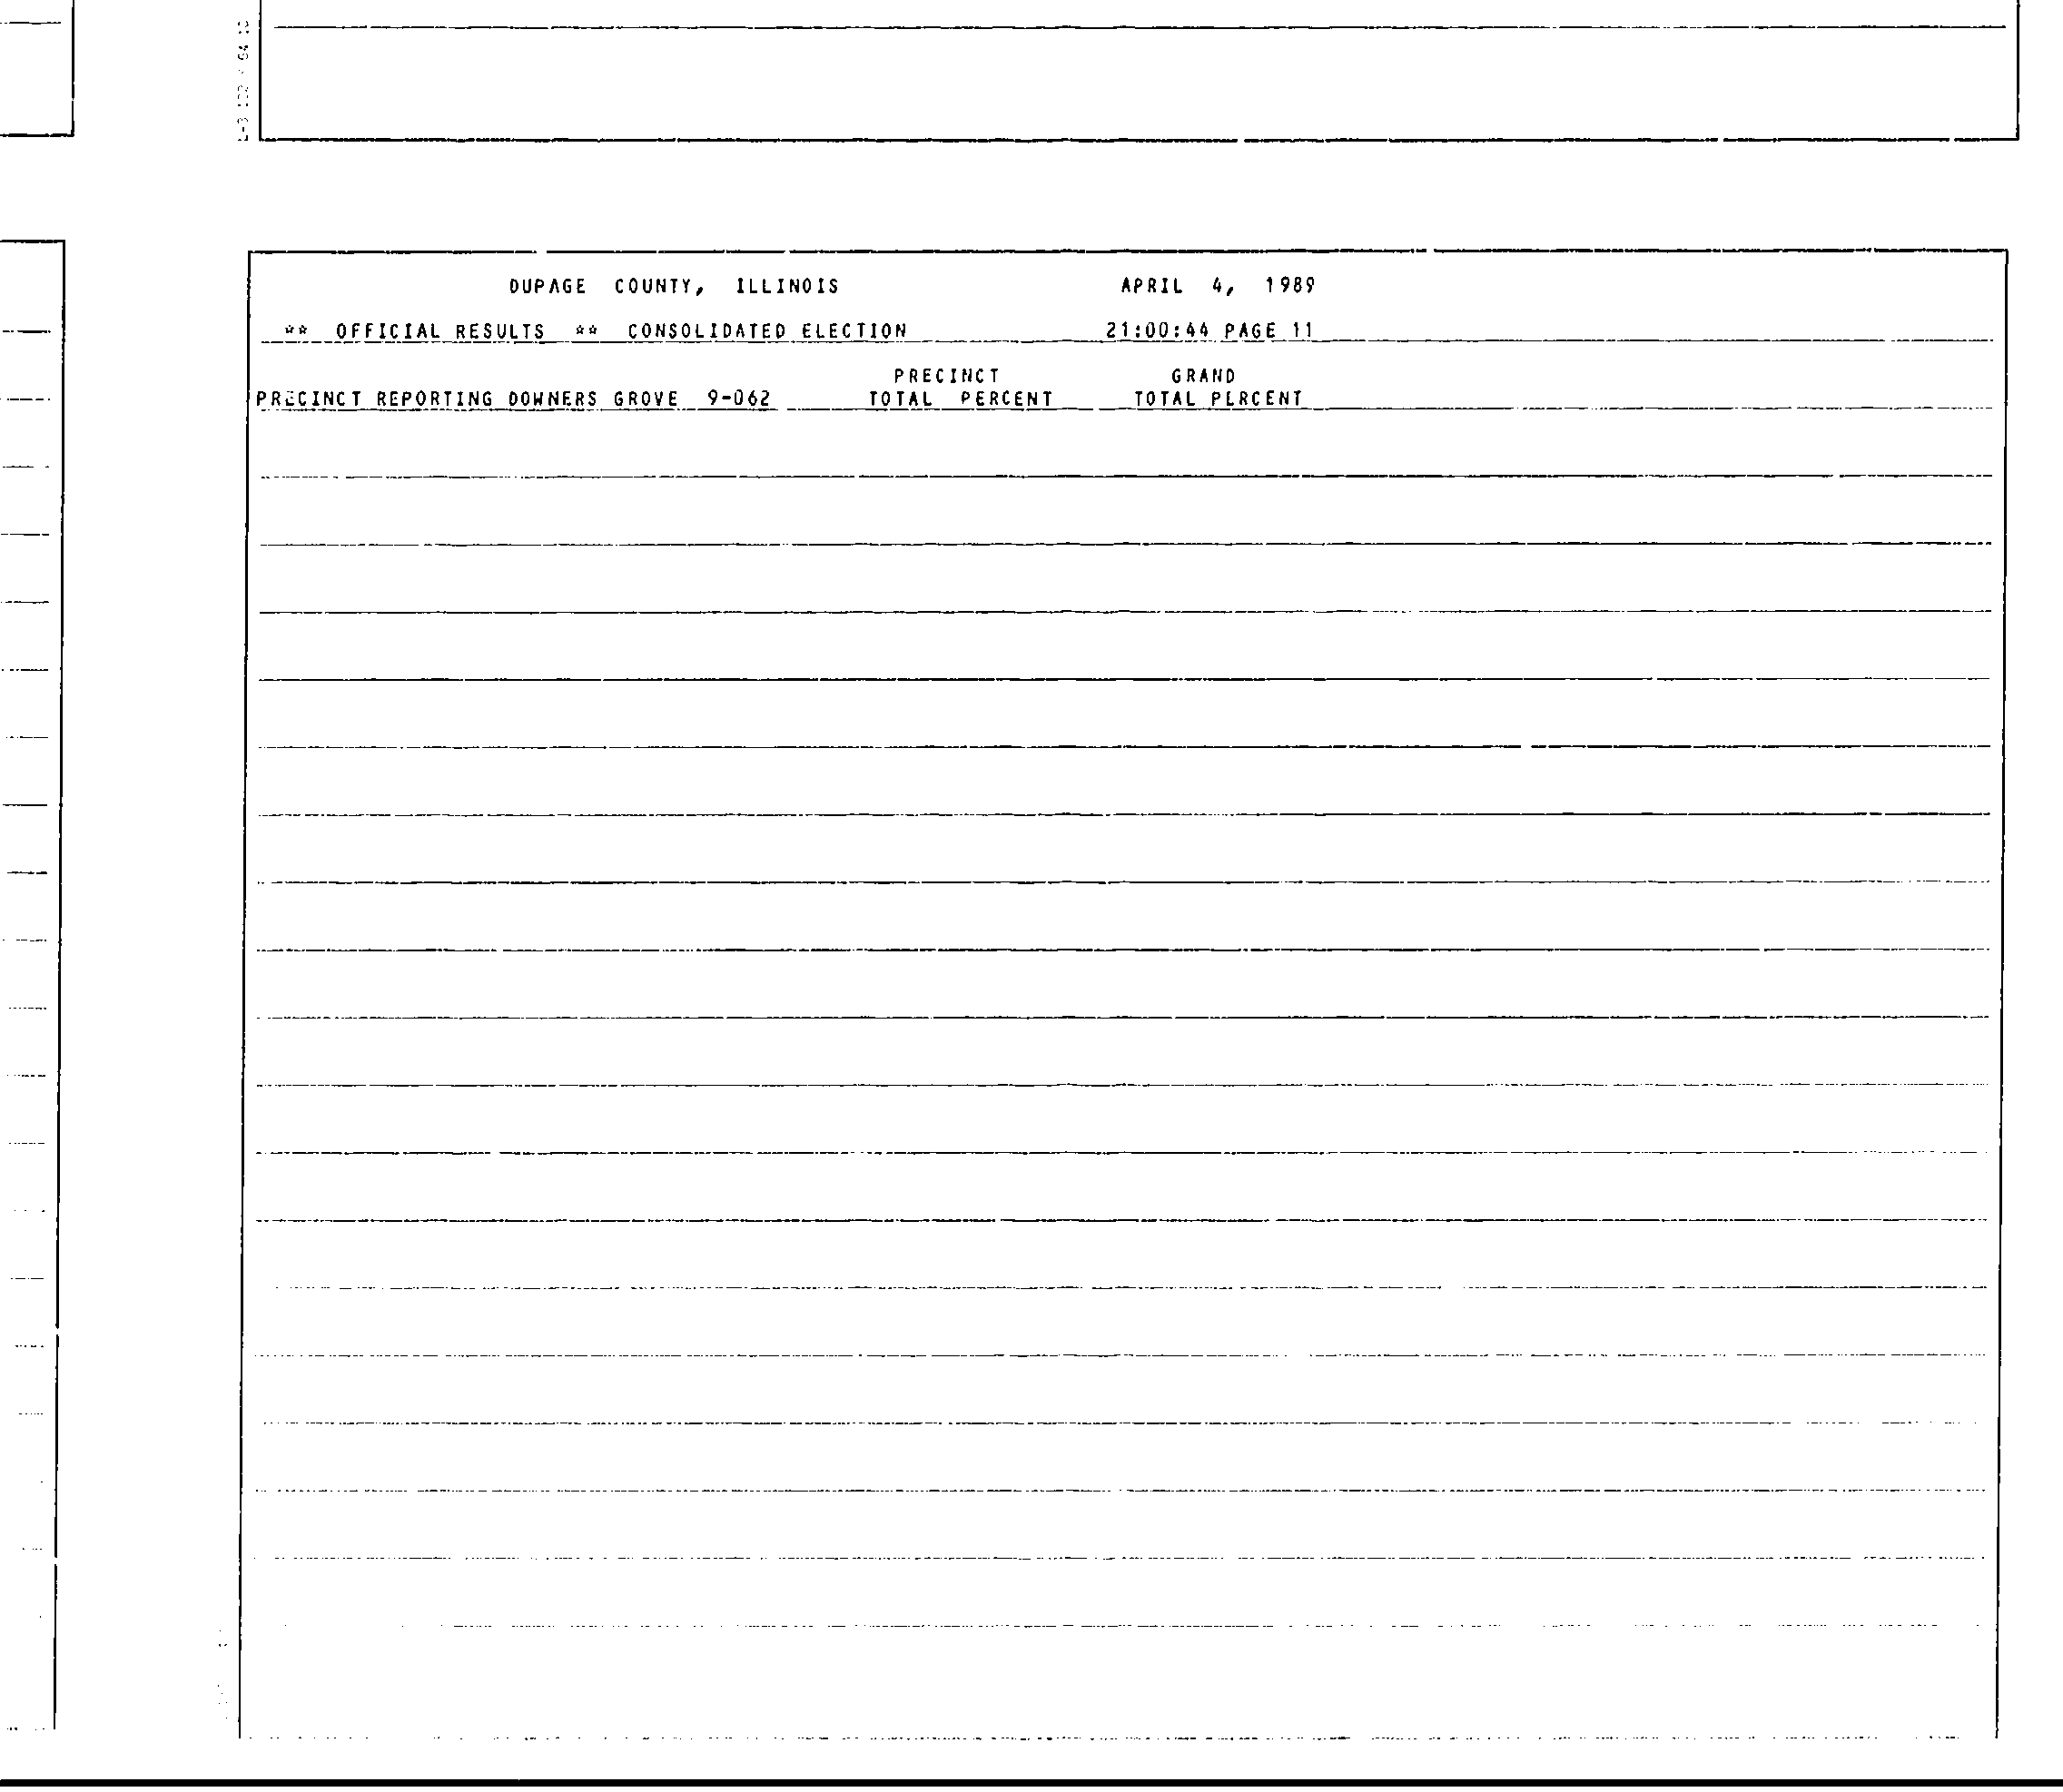 DUPAGE COUNTY, ILLINOIS APRIL 4, 1989
** OFFICIAL RESULTS ** CONSOLIDATED ELECTION 21:00:44 PAGE 11
PRECINCT GRAND
PRECINCT REPORTING DOWNERS GROVE 9-062 TOTAL PERCENT TOTAL PERCENT